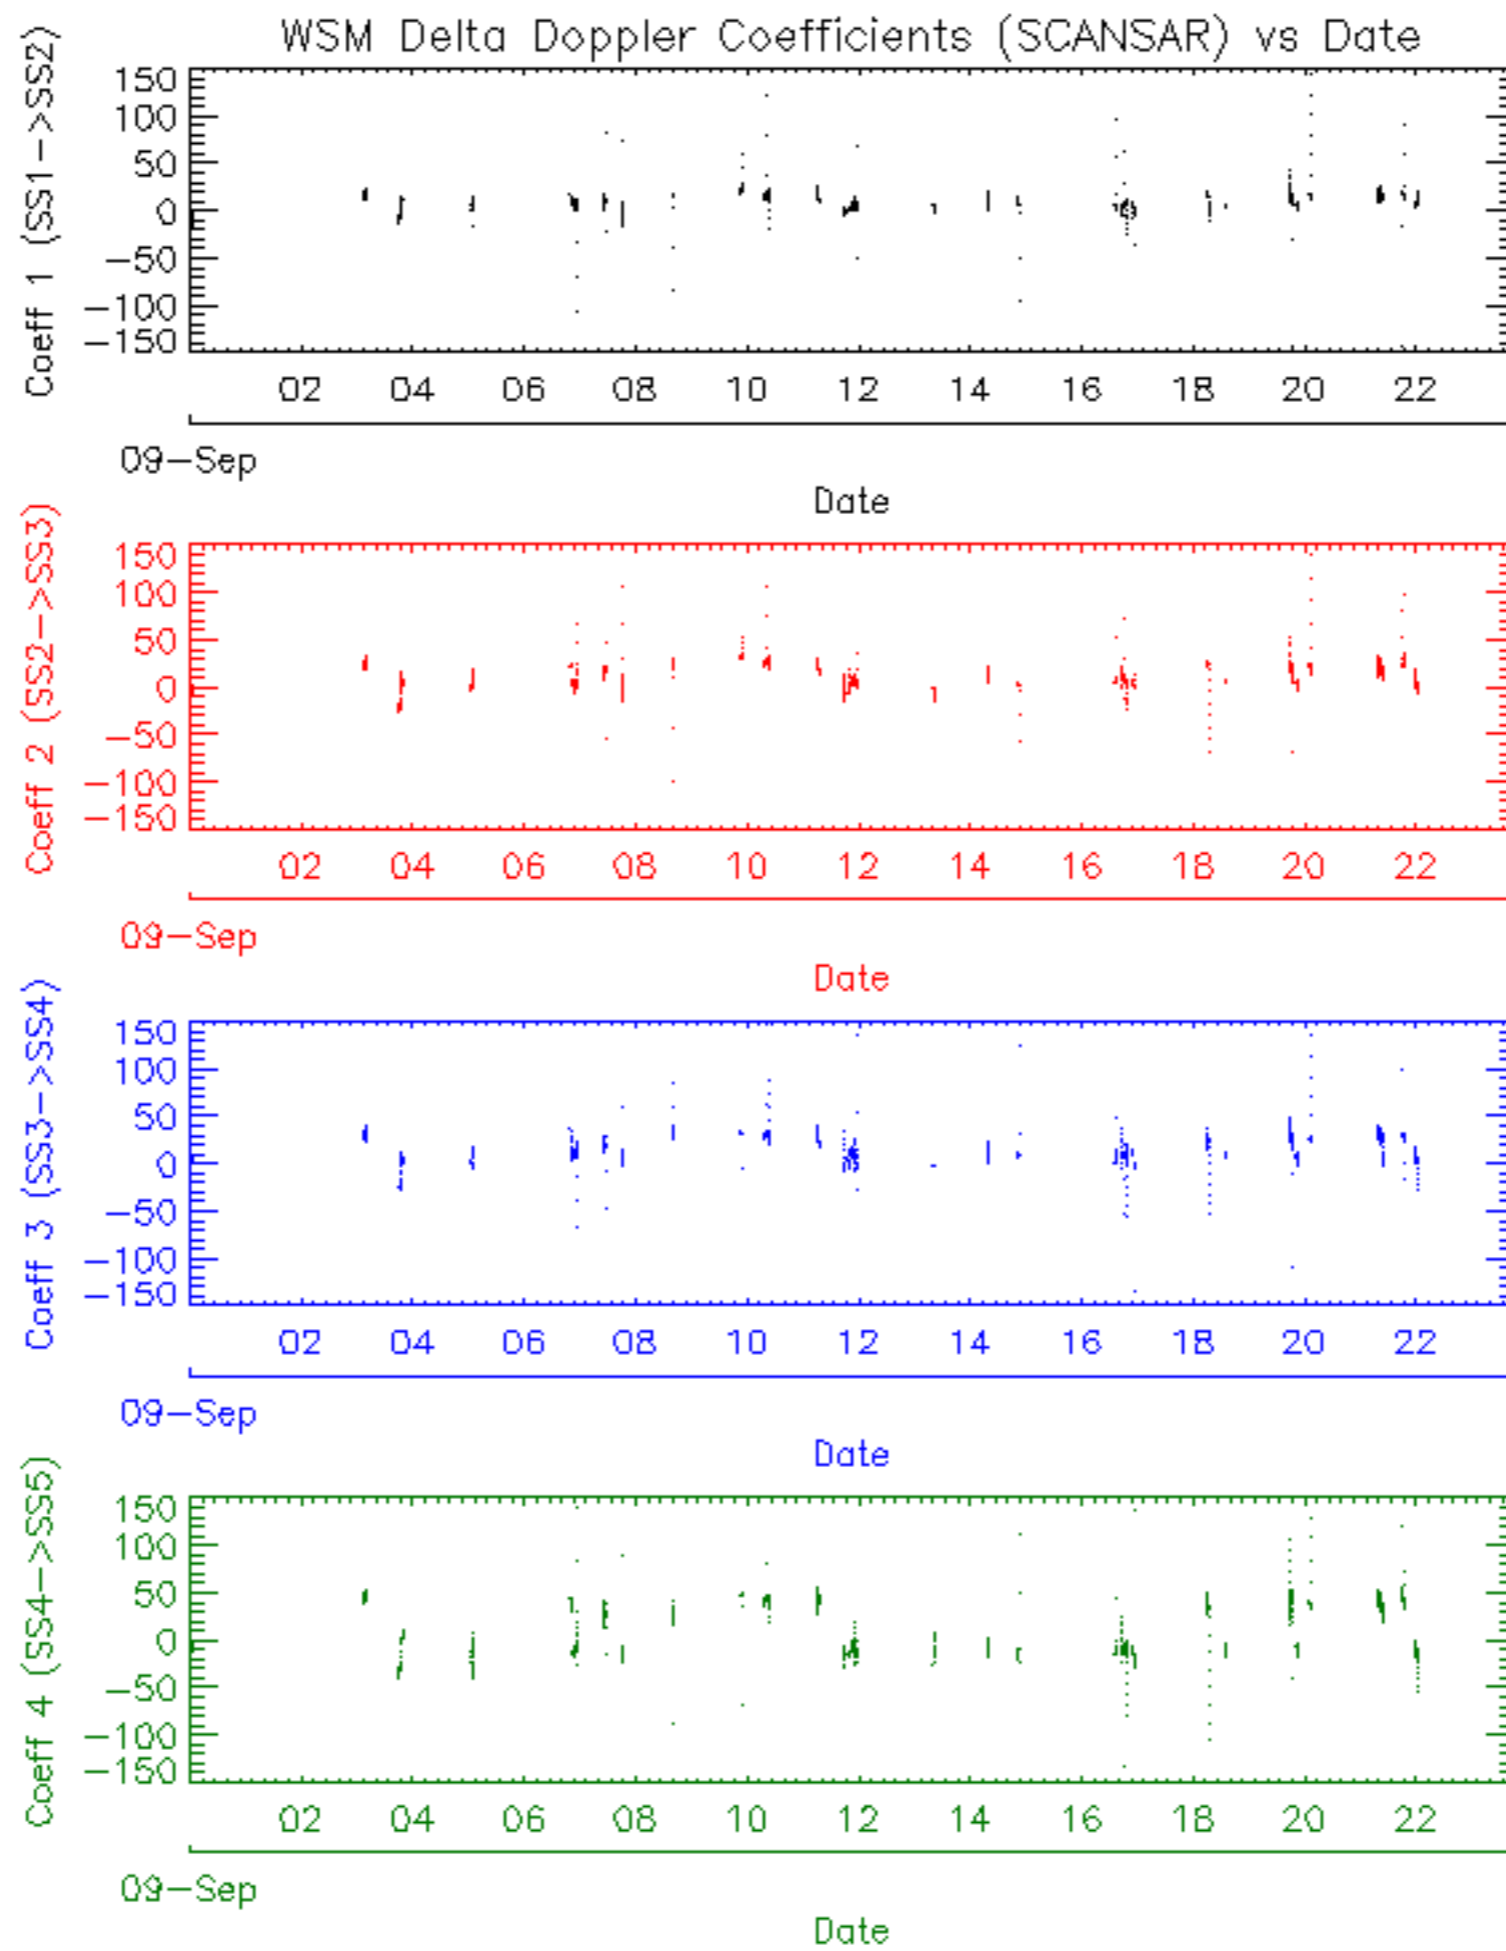 WSM Delta Doppler Coefficients (SCANSAR) vs Date
Coeff 1 (SS1->SS2)
150
100
50
0
-50
-100
-150
02 04 06 08 10 12 14 16 18 20 22
09-Sep
Date
Coeff 2 (SS2->SS3)
150
100
50
0
-50
-100
-150
02 04 06 08 10 12 14 16 18 20 22
09-Sep
Date
Coeff 3 (SS3->SS4)
150
100
50
0
-50
-100
-150
02 04 06 08 10 12 14 16 18 20 22
09-Sep
Date
Coeff 4 (SS4->SS5)
150
100
50
0
-50
-100
-150
02 04 06 08 10 12 14 16 18 20 22
09-Sep
Date